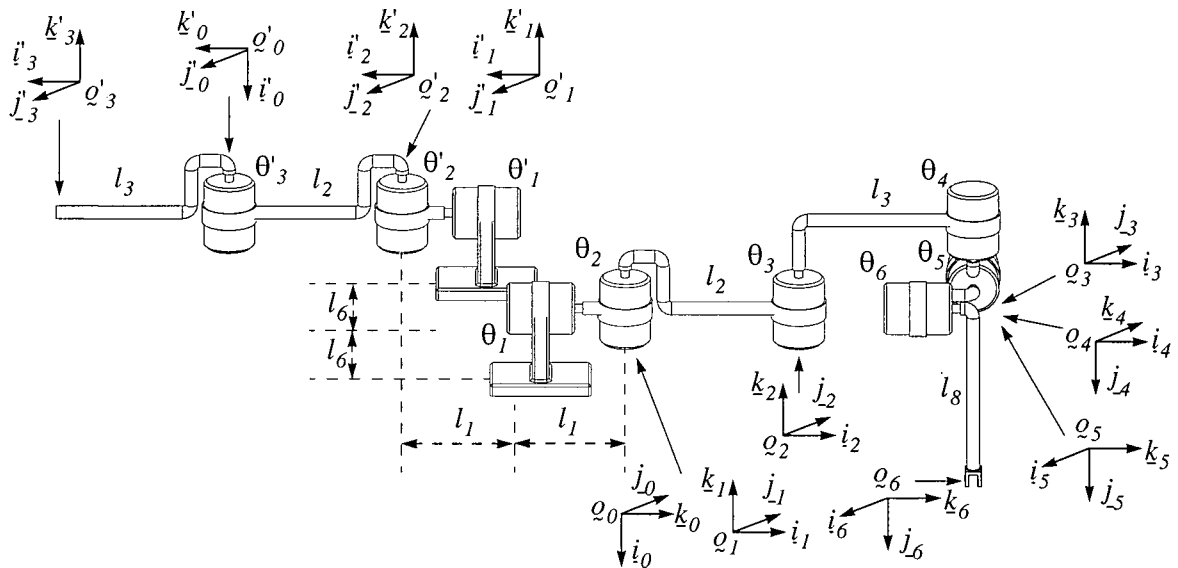 k'3 i'3 j'3 o'3
k'0 j'0 o'0 i'0
k'2 i'2 j'2 o'2
k'1 i'1 j'1 o'1
l3 θ'3 l2 θ'2 θ'1
l3 θ4
θ2 l2 θ3 θ6 θ5
k3 j3 o3 i3
l6 θ1
l6
k4 o4 i4 j4
l8
l1 l1
k2 j2 o2 i2
o5 k5 i5 j5
j0 o0 k0 i0
k1 j1 o1 i1
o6 k6 i6 j6